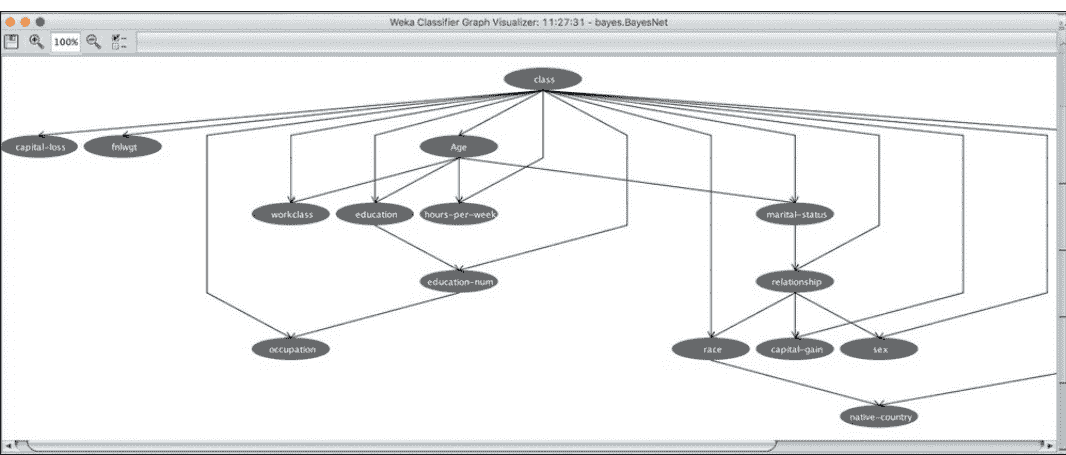 Weka Classifier Graph Visualizer: 11:27:31 - bayes.BayesNet
100%
class
capital-loss fnlwgt Age
workclass education hours-per-week marital-status
education-num relationship
occupation race capital-gain sex
native-country